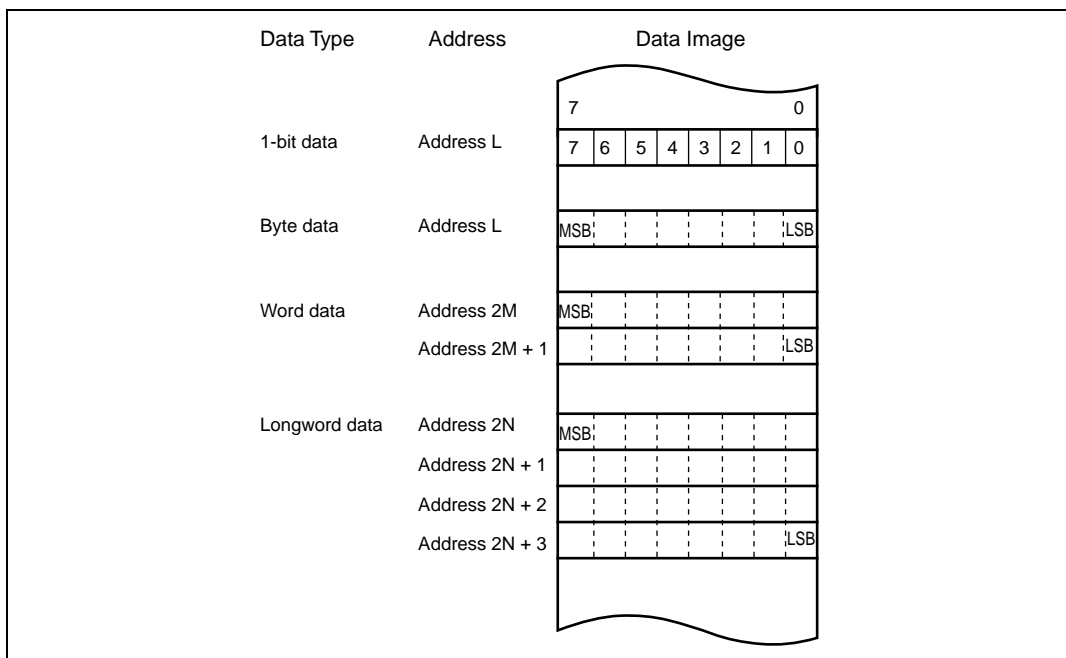 Data Type Address Data Image
7 0
1-bit data Address L 7 6 5 4 3 2 1 0
Byte data Address L MSB LSB
Word data Address 2M MSB
Address 2M + 1 LSB
Longword data Address 2N MSB
Address 2N + 1
Address 2N + 2
Address 2N + 3 LSB